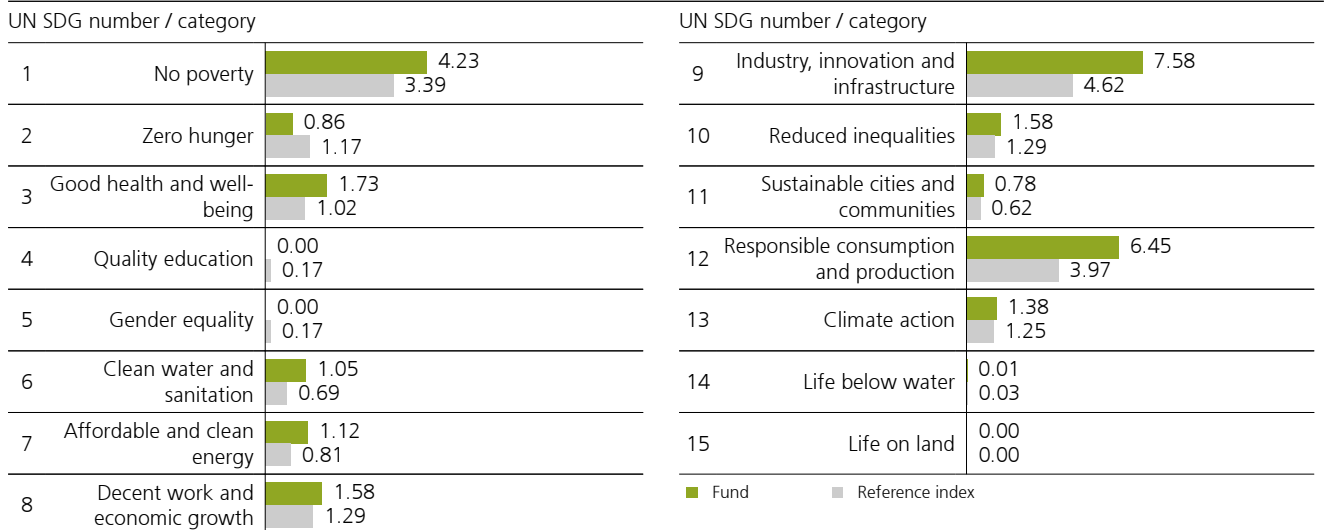 UN SDG number / category
1 No poverty 4.23
3.39
2 Zero hunger 0.86
1.17
3 Good health and well- 1.73
being 1.02
4 Quality education 0.00
0.17
5 Gender equality 0.00
0.17
6 Clean water and 1.05
sanitation 0.69
7 Affordable and clean 1.12
energy 0.81
8 Decent work and 1.58
economic growth 1.29
UN SDG number / category
9 Industry, innovation and 7.58
infrastructure 4.62
10 Reduced inequalities 1.58
1.29
11 Sustainable cities and 0.78
communities 0.62
12 Responsible consumption 6.45
and production 3.97
13 Climate action 1.38
1.25
14 Life below water 0.01
0.03
15 Life on land 0.00
0.00
Fund Reference index